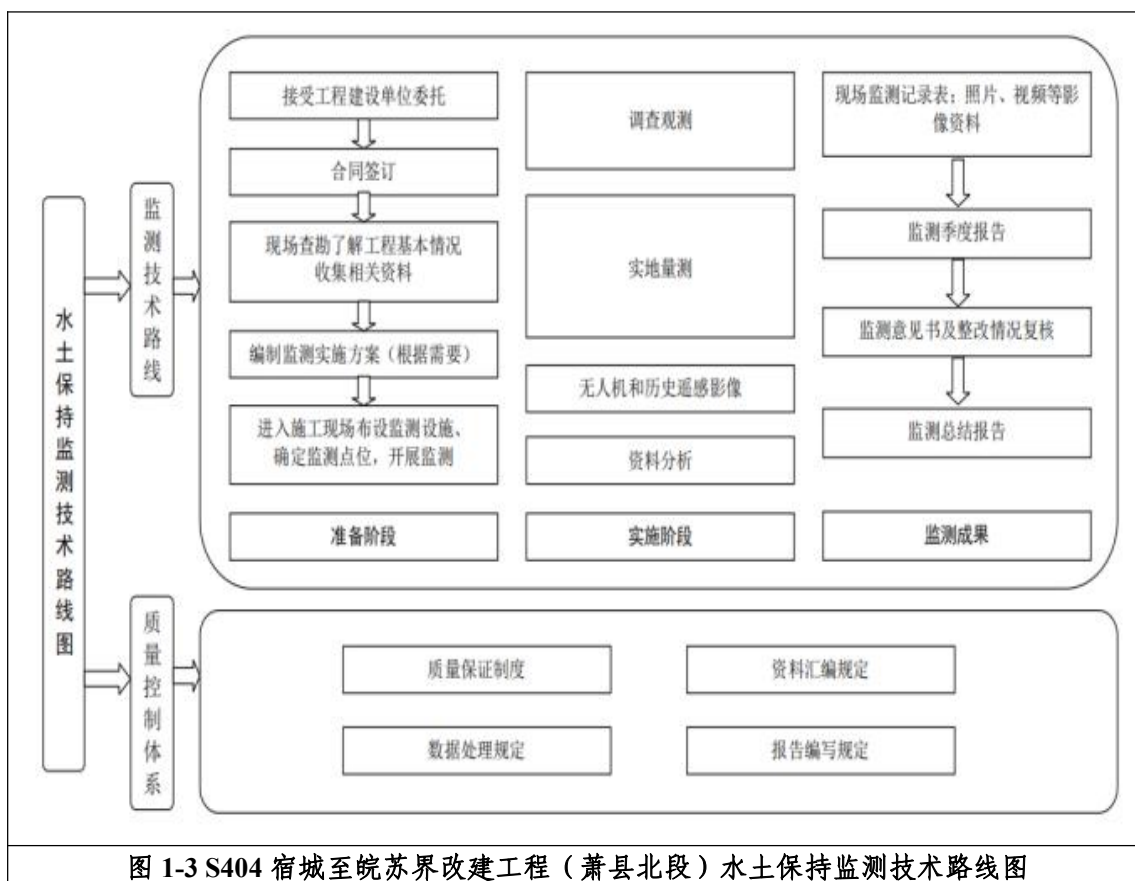 水土保持监测技术路线图
监测技术路线
接受工程建设单位委托
合同签订
现场查勘了解工程基本情况
收集相关资料
编制监测实施方案（根据需要）
进入施工现场布设监测设施、
确定监测点位，开展监测
准备阶段
调查观测
实地量测
无人机和历史遥感影像
资料分析
实施阶段
现场监测记录表；照片、视频等影
像资料
监测季度报告
监测意见书及整改情况复核
监测总结报告
监测成果
质量控制体系
质量保证制度
资料汇编规定
数据处理规定
报告编写规定
图 1-3 S404 宿城至皖苏界改建工程（萧县北段）水土保持监测技术路线图